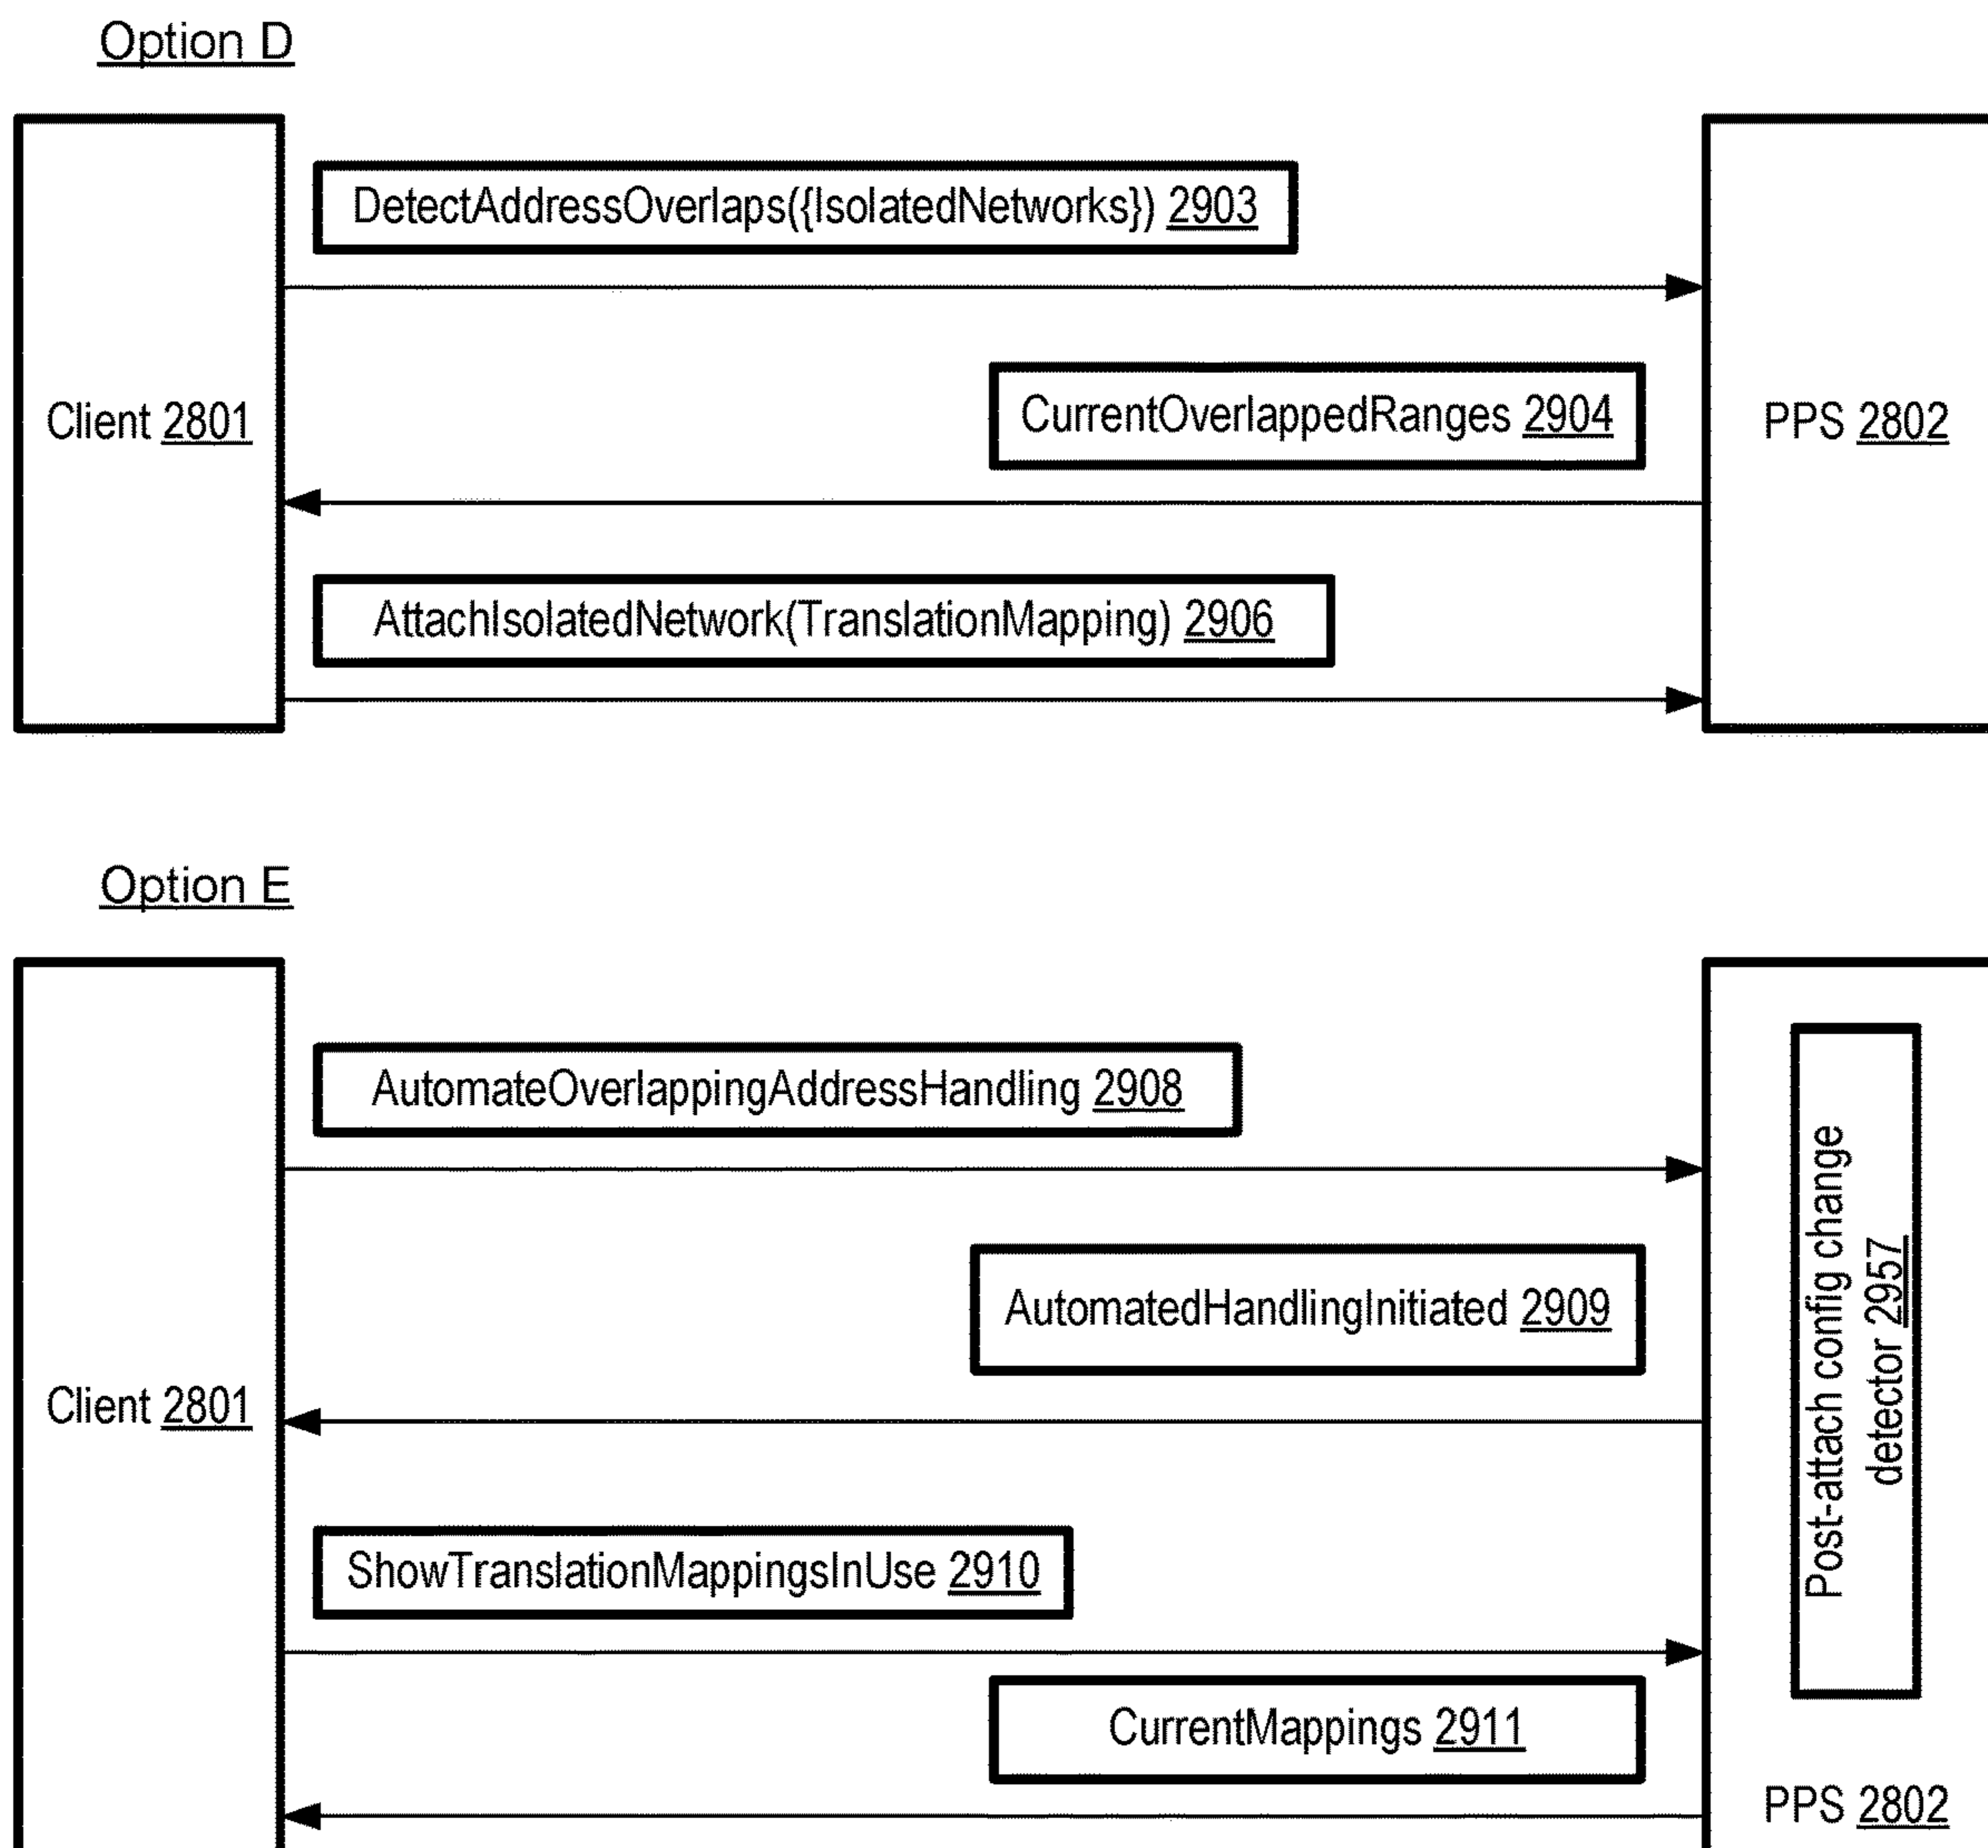 Option D
DetectAddressOverlaps({IsolatedNetworks}) 2903
CurrentOverlappedRanges 2904
Client 2801
PPS 2802
AttachIsolatedNetwork(TranslationMapping) 2906
Option E
AutomateOverlappingAddressHandling 2908
AutomatedHandlingInitiated 2909
Post-attach config change
detector 2957
Client 2801
ShowTranslationMappingsInUse 2910
CurrentMappings 2911
PPS 2802